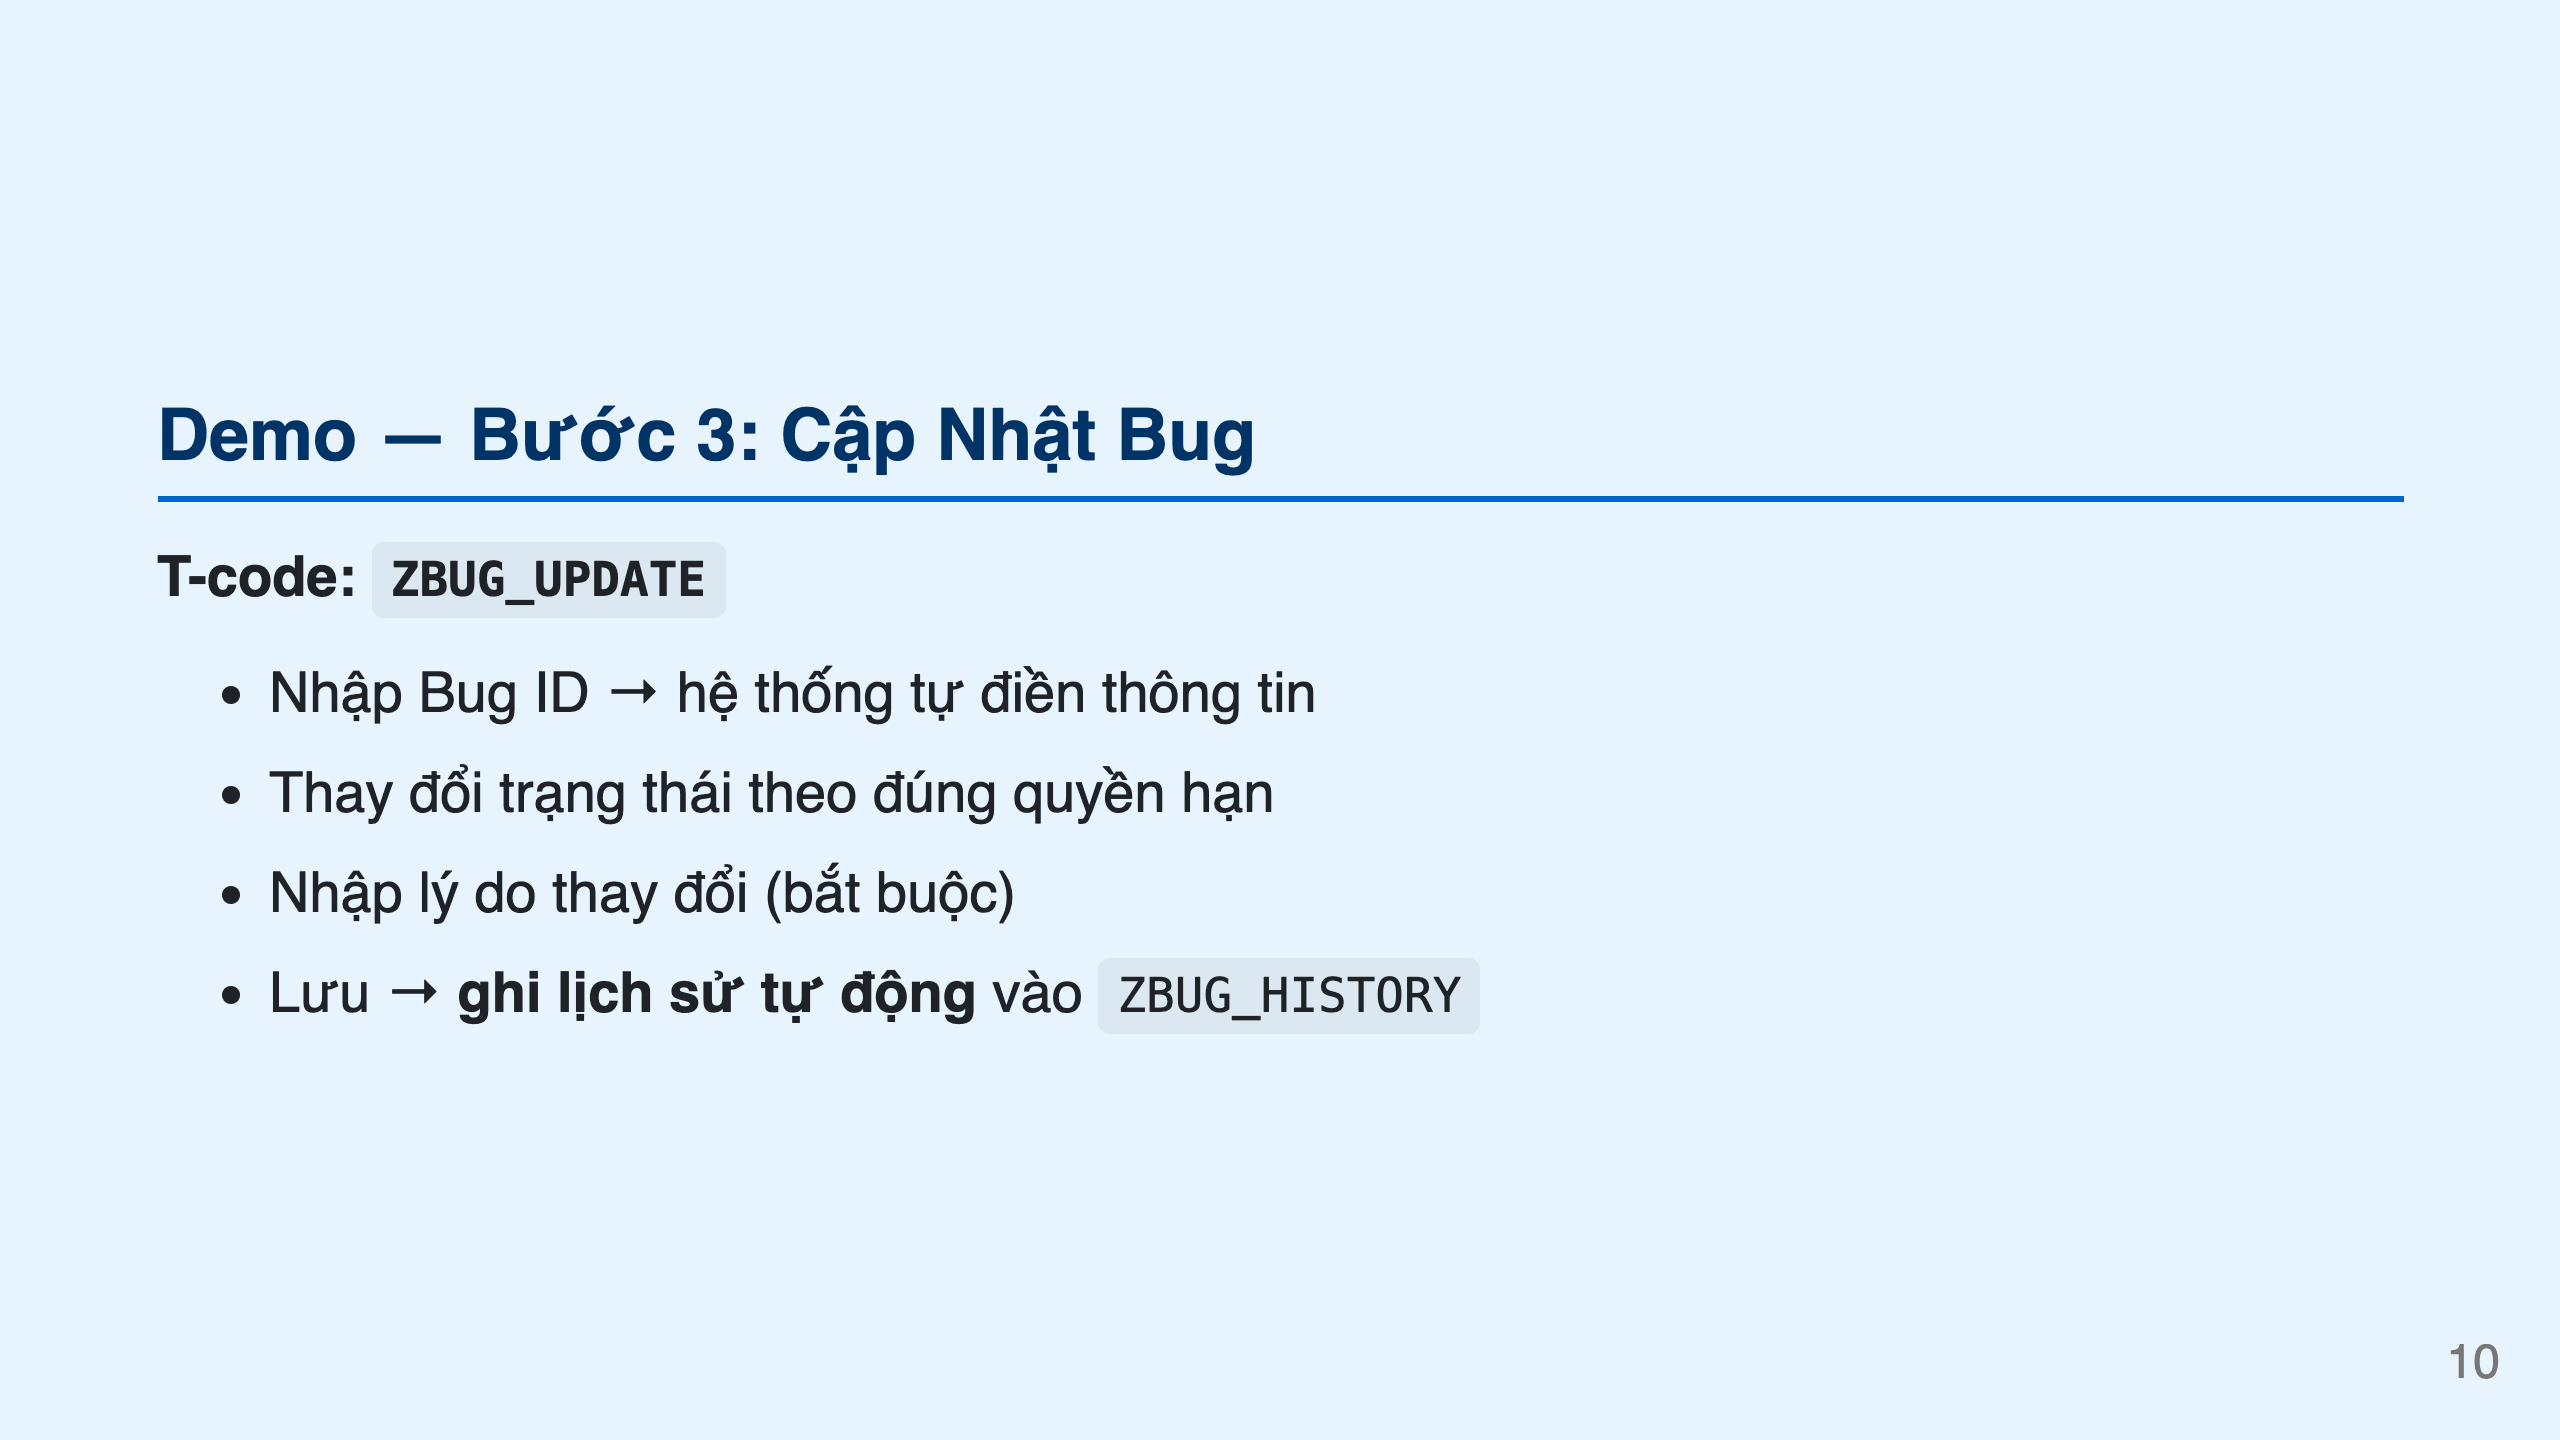 Demo — Bước 3: Cập Nhật Bug
T-code: ZBUG_UPDATE
• Nhập Bug ID → hệ thống tự điền thông tin
• Thay đổi trạng thái theo đúng quyền hạn
• Nhập lý do thay đổi (bắt buộc)
• Lưu → ghi lịch sử tự động vào ZBUG_HISTORY
10